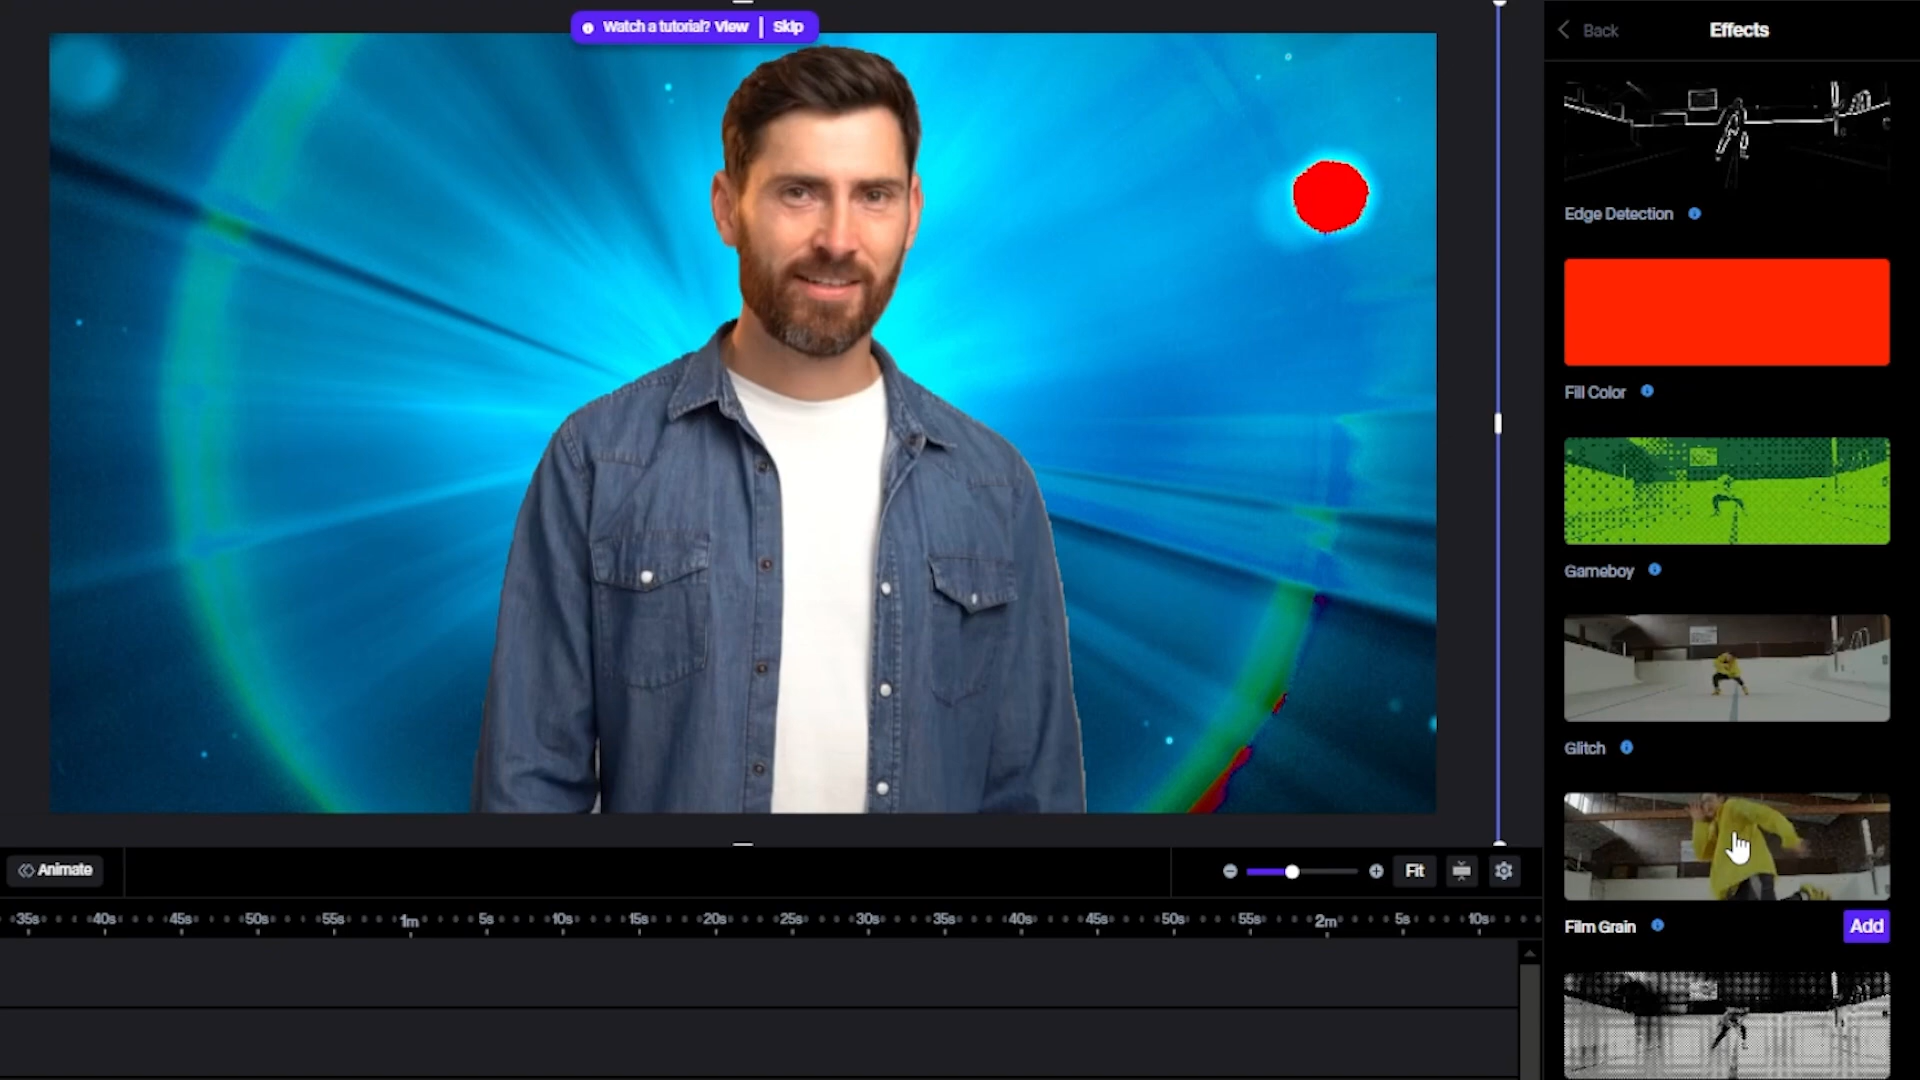 Watch a tutorial? View | Skip
Back
Effects
Edge Detection
Fill Color
Gameboy
Glitch
Film Grain
Add
Animate
Fit
35s 40s 45s 50s 55s 1m 5s 10s 15s 20s 25s 30s 35s 40s 45s 50s 55s 2m 5s 10s